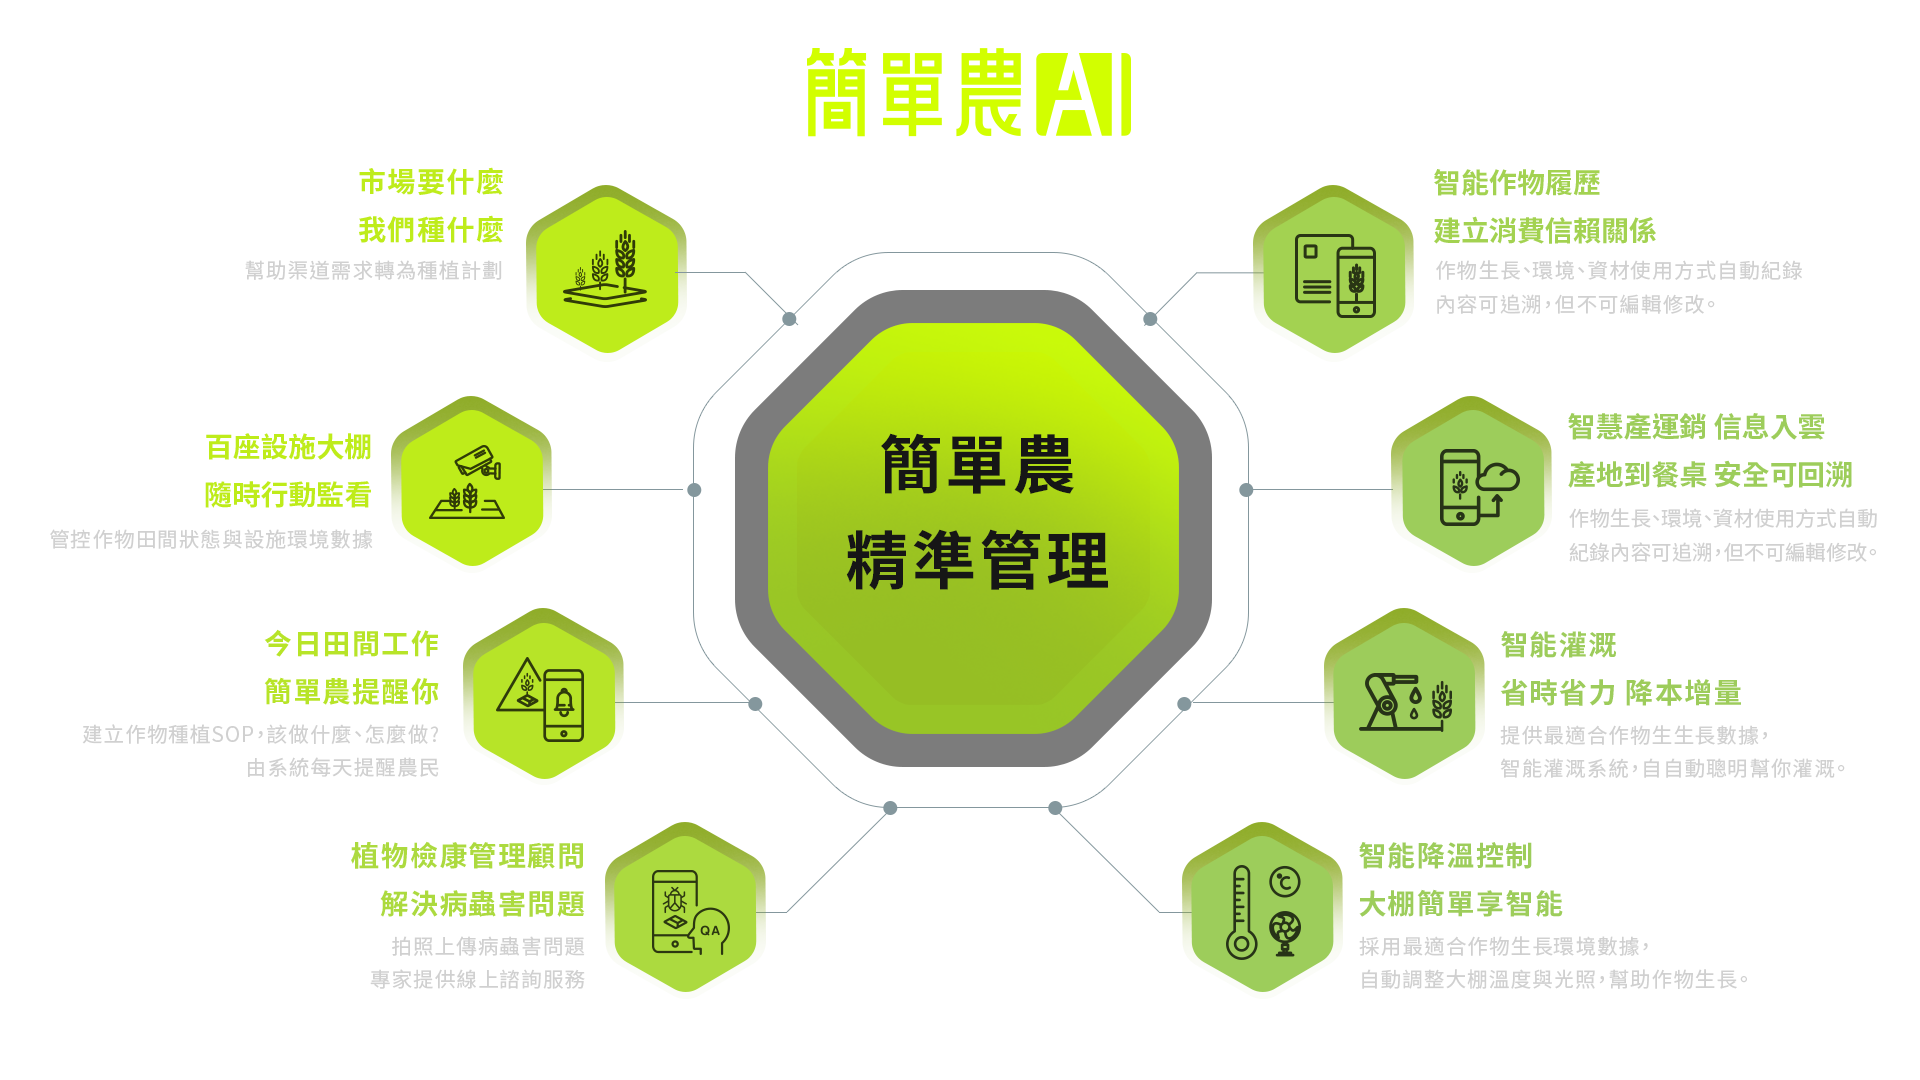 簡單農AI
市場要什麼
我們種什麼
幫助渠道需求轉為種植計劃
百座設施大棚
隨時行動監看
管控作物田間狀態與設施環境數據
今日田間工作
簡單農提醒你
建立作物種植SOP，該做什麼、怎麼做?
由系統每天提醒農民
植物檢康管理顧問
解決病蟲害問題
拍照上傳病蟲害問題
專家提供線上諮詢服務
QA
簡單農
精準管理
智能作物履歷
建立消費信賴關係
作物生長、環境、資材使用方式自動紀錄
內容可追溯，但不可編輯修改。
智慧產運銷 信息入雲
產地到餐桌 安全可回溯
作物生長、環境、資材使用方式自動
紀錄內容可追溯，但不可編輯修改。
智能灌溉
省時省力 降本增量
提供最適合作物生生長數據，
智能灌溉系統，自自動聰明幫你灌溉。
智能降溫控制
大棚簡單享智能
採用最適合作物生長環境數據，
自動調整大棚溫度與光照，幫助作物生長。
°C